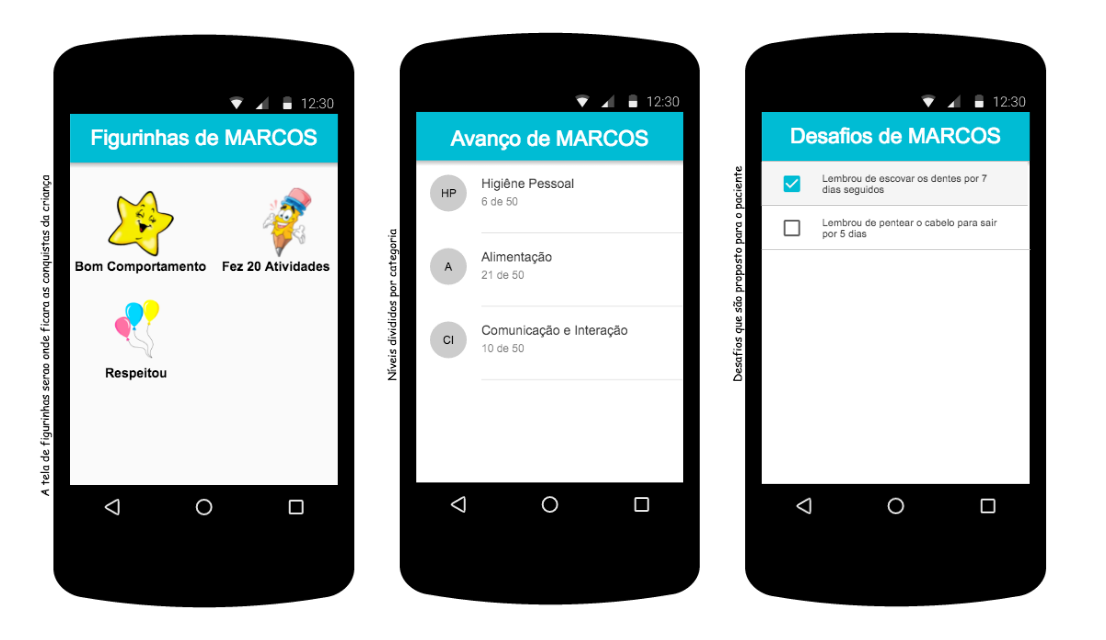 A tela de figurinhas serao onde ficara as conquistas da criança
12:30
Figurinhas de MARCOS
Bom Comportamento
Fez 20 Atividades
Respeitou
Níveis divididos por categoria
12:30
Avanço de MARCOS
HP
Higiêne Pessoal
6 de 50
A
Alimentação
21 de 50
CI
Comunicação e Interação
10 de 50
Desafios que são proposto para o paciente
12:30
Desafios de MARCOS
Lembrou de escovar os dentes por 7
dias seguidos
Lembrou de pentear o cabelo para sair
por 5 dias